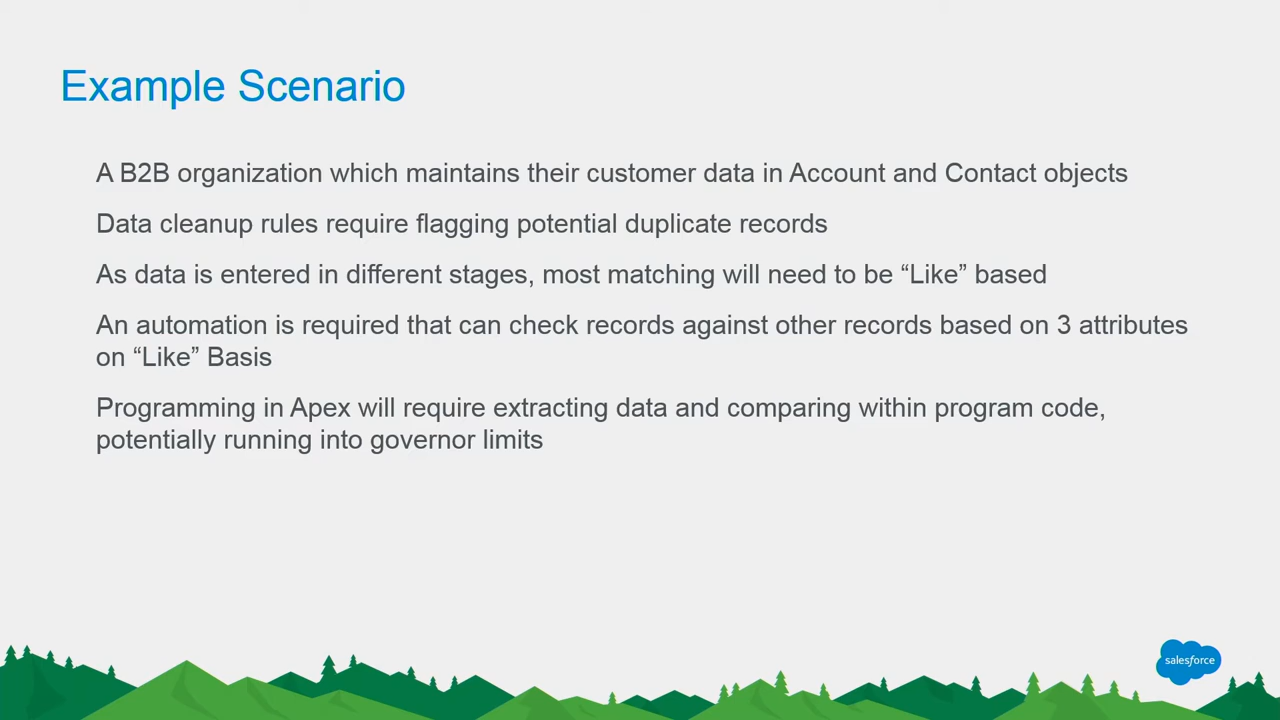 Example Scenario
A B2B organization which maintains their customer data in Account and Contact objects
Data cleanup rules require flagging potential duplicate records
As data is entered in different stages, most matching will need to be “Like” based
An automation is required that can check records against other records based on 3 attributes
on “Like” Basis
Programming in Apex will require extracting data and comparing within program code,
potentially running into governor limits
salesforce